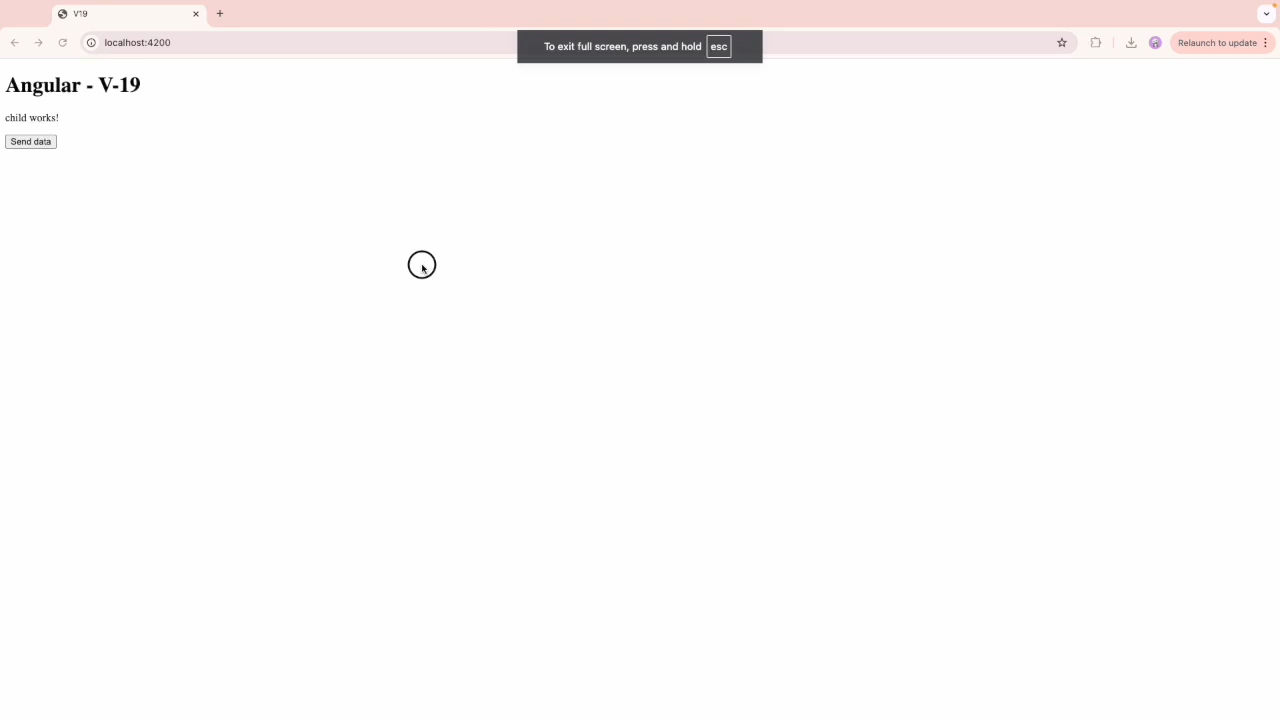 V19
localhost:4200
Relaunch to update
To exit full screen, press and hold esc
Angular - V-19
child works!
Send data